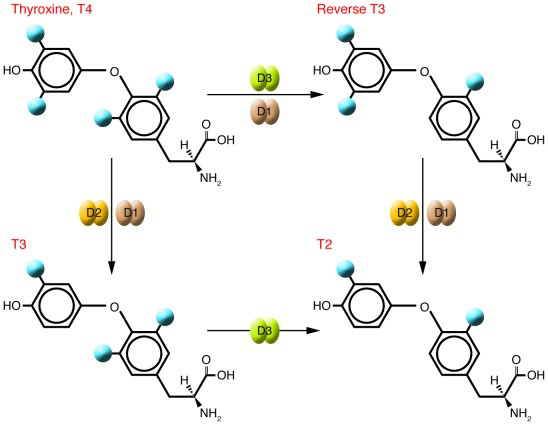 Thyroxine, T4
Reverse T3
HO
O
D3
D1
O
H
OH
NH2
HO
O
O
H
OH
NH2
D2
D1
D2
D1
T3
T2
HO
O
D3
O
H
OH
NH2
HO
O
O
H
OH
NH2